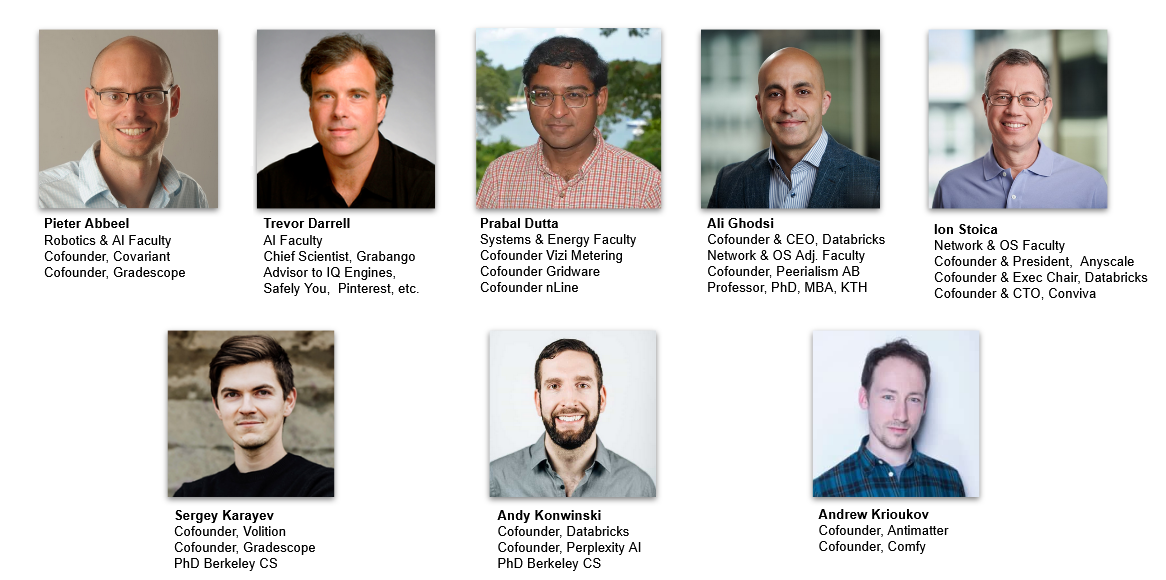 Pieter Abbeel
Robotics & AI Faculty
Cofounder, Covariant
Cofounder, Gradescope
Trevor Darrell
AI Faculty
Chief Scientist, Grabango
Advisor to IQ Engines,
Safely You,  Pinterest, etc.
Prabal Dutta
Systems & Energy Faculty
Cofounder Vizi Metering
Cofounder Gridware
Cofounder nLine
Ali Ghodsi
Cofounder & CEO, Databricks
Network & OS Adj. Faculty
Cofounder, Peerialism AB
Professor, PhD, MBA, KTH
Ion Stoica
Network & OS Faculty
Cofounder & President,  Anyscale
Cofounder & Exec Chair, Databricks
Cofounder & CTO, Conviva
Sergey Karayev
Cofounder, Volition
Cofounder, Gradescope
PhD Berkeley CS
Andy Konwinski
Cofounder, Databricks
Cofounder, Perplexity AI
PhD Berkeley CS
Andrew Krioukov
Cofounder, Antimatter
Cofounder, Comfy